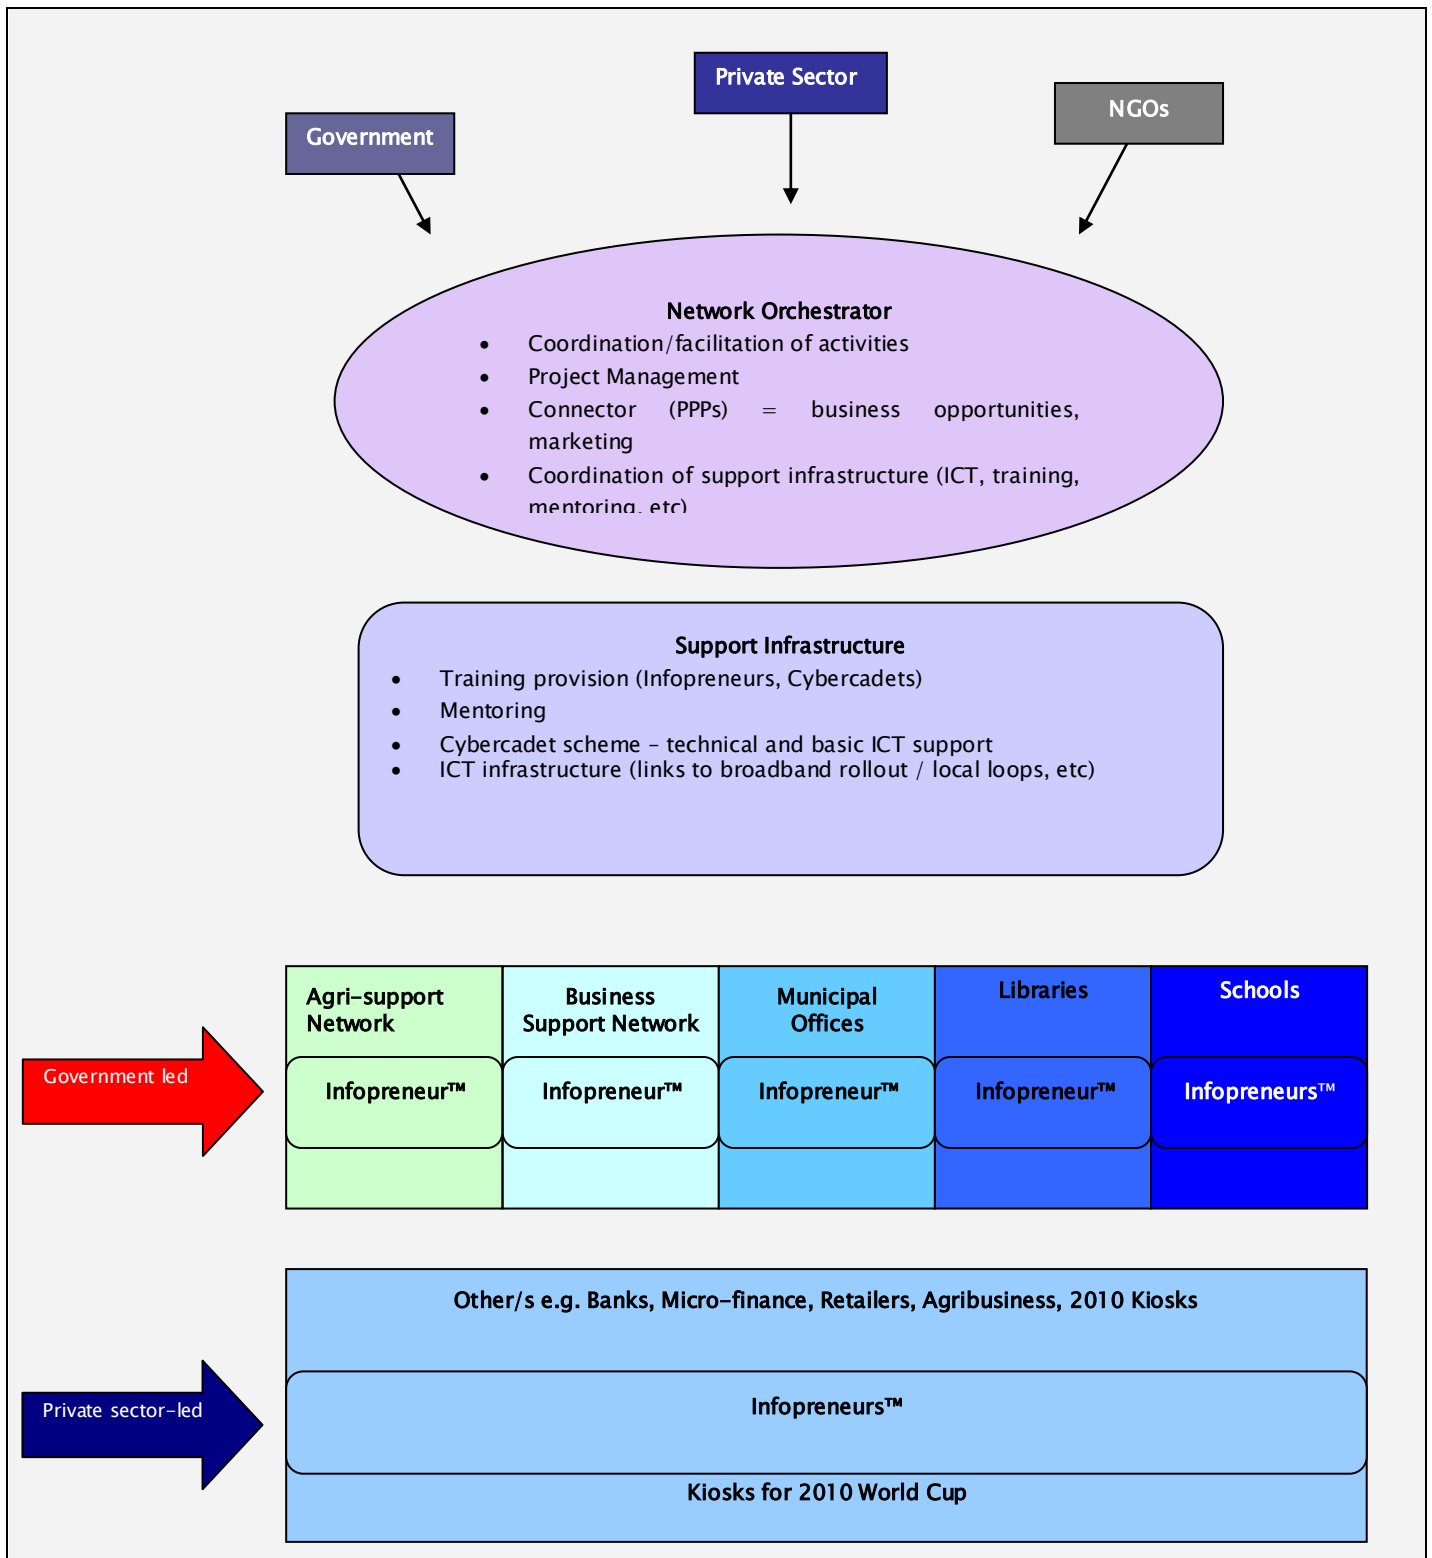 Private Sector
NGOs
Government
Network Orchestrator
• Coordination/facilitation of activities
• Project Management
• Connector (PPPs) = business opportunities,
marketing
• Coordination of support infrastructure (ICT, training,
mentoring, etc)
Support Infrastructure
• Training provision (Infopreneurs, Cybercadets)
• Mentoring
• Cybercadet scheme – technical and basic ICT support
• ICT infrastructure (links to broadband rollout / local loops, etc)
Agri-support
Network
Business
Support Network
Municipal
Offices
Libraries
Schools
Government led
Infopreneur™
Infopreneur™
Infopreneur™
Infopreneur™
Infopreneurs™
Other/s e.g. Banks, Micro-finance, Retailers, Agribusiness, 2010 Kiosks
Private sector-led
Infopreneurs™
Kiosks for 2010 World Cup